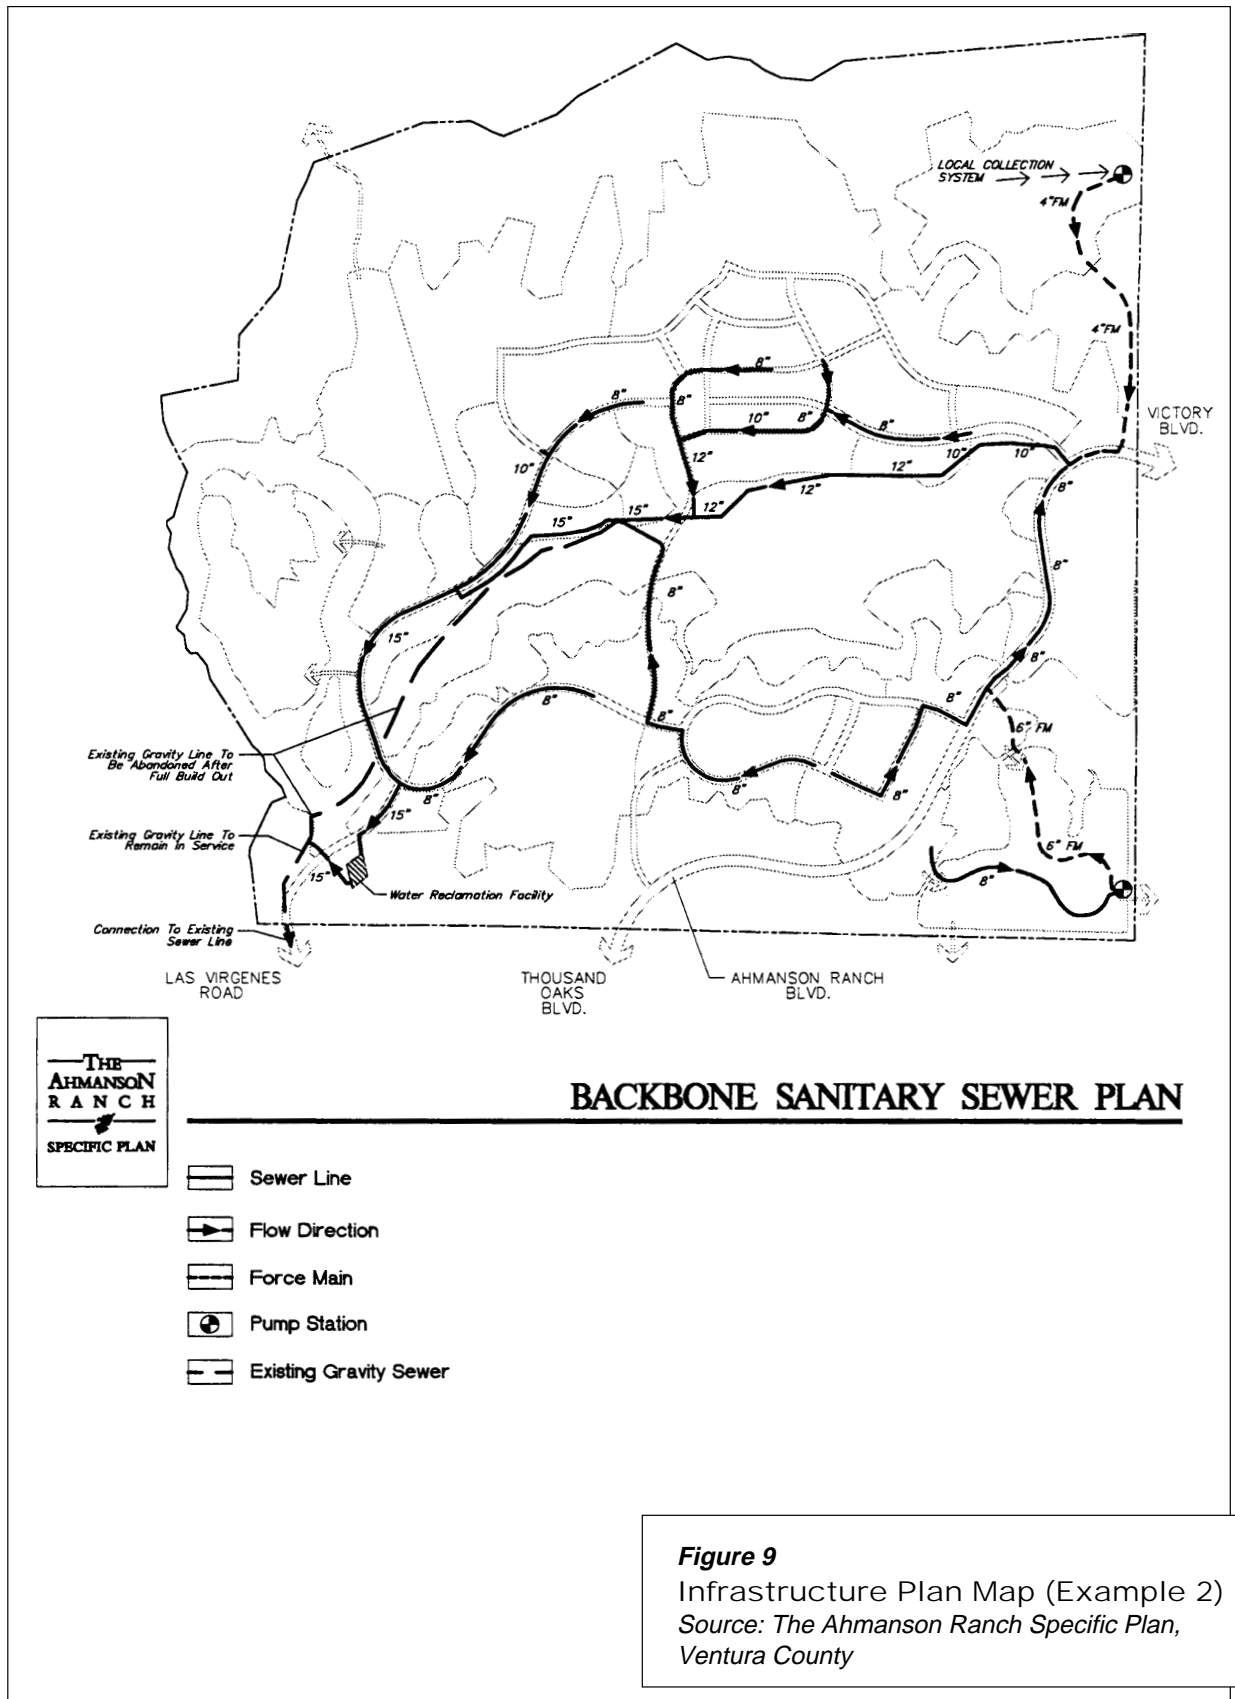 LOCAL COLLECTION
SYSTEM
4"FM
4"FM
VICTORY
BLVD.
8"
8"
8"
10"
8"
8"
10"
12"
10"
10"
12"
12"
8"
15"
15"
12"
8"
8"
15"
8"
8"
8"
8"
6" FM
Existing Gravity Line To
Be Abandoned After
Full Build Out
8"
8"
8"
15"
Existing Gravity Line To
Remain In Service
6" FM
15"
8"
Water Reclamation Facility
Connection To Existing
Sewer Line
LAS VIRGENES
ROAD
THOUSAND
OAKS
BLVD.
AHMANSON RANCH
BLVD.
THE
AHMANSON
RANCH
SPECIFIC PLAN
BACKBONE SANITARY SEWER PLAN
Sewer Line
Flow Direction
Force Main
Pump Station
Existing Gravity Sewer
Figure 9
Infrastructure Plan Map (Example 2)
Source: The Ahmanson Ranch Specific Plan,
Ventura County